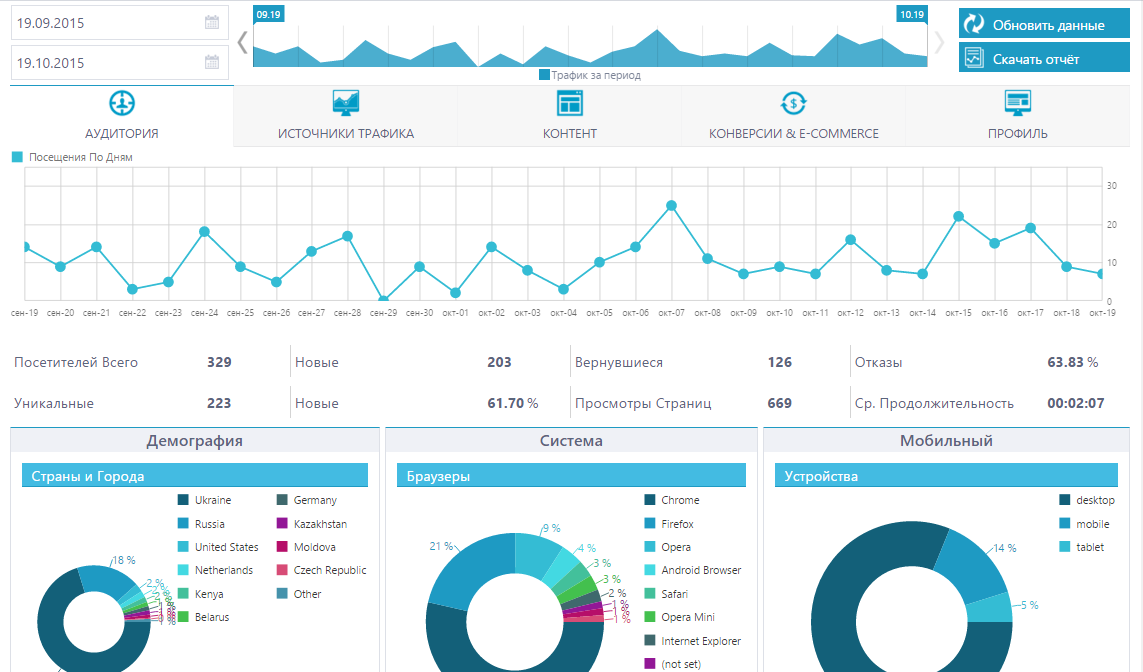 19.09.2015
19.10.2015
09.19
10.19
Трафик за период
Обновить данные
Скачать отчёт
АУДИТОРИЯ
ИСТОЧНИКИ ТРАФИКА
КОНТЕНТ
КОНВЕРСИИ & E-COMMERCE
ПРОФИЛЬ
Посещения По Дням
30
20
10
0
сен-19 сен-20 сен-21 сен-22 сен-23 сен-24 сен-25 сен-26 сен-27 сен-28 сен-29 сен-30 окт-01 окт-02 окт-03 окт-04 окт-05 окт-06 окт-07 окт-08 окт-09 окт-10 окт-11 окт-12 окт-13 окт-14 окт-15 окт-16 окт-17 окт-18 окт-19
Посетителей Всего 329 Новые 203 Вернувшиеся 126 Отказы 63.83 %
Уникальные 223 Новые 61.70 % Просмотры Страниц 669 Ср. Продолжительность 00:02:07
Демография
Страны и Города
Ukraine
Russia
United States
Netherlands
Kenya
Belarus
Germany
Kazakhstan
Moldova
Czech Republic
Other
18 %
2 %
Система
Браузеры
Chrome
Firefox
Opera
Android Browser
Safari
Opera Mini
Internet Explorer
(not set)
21 %
9 %
4 %
3 %
3 %
2 %
1 %
1 %
1 %
Мобильный
Устройства
desktop
mobile
tablet
14 %
5 %